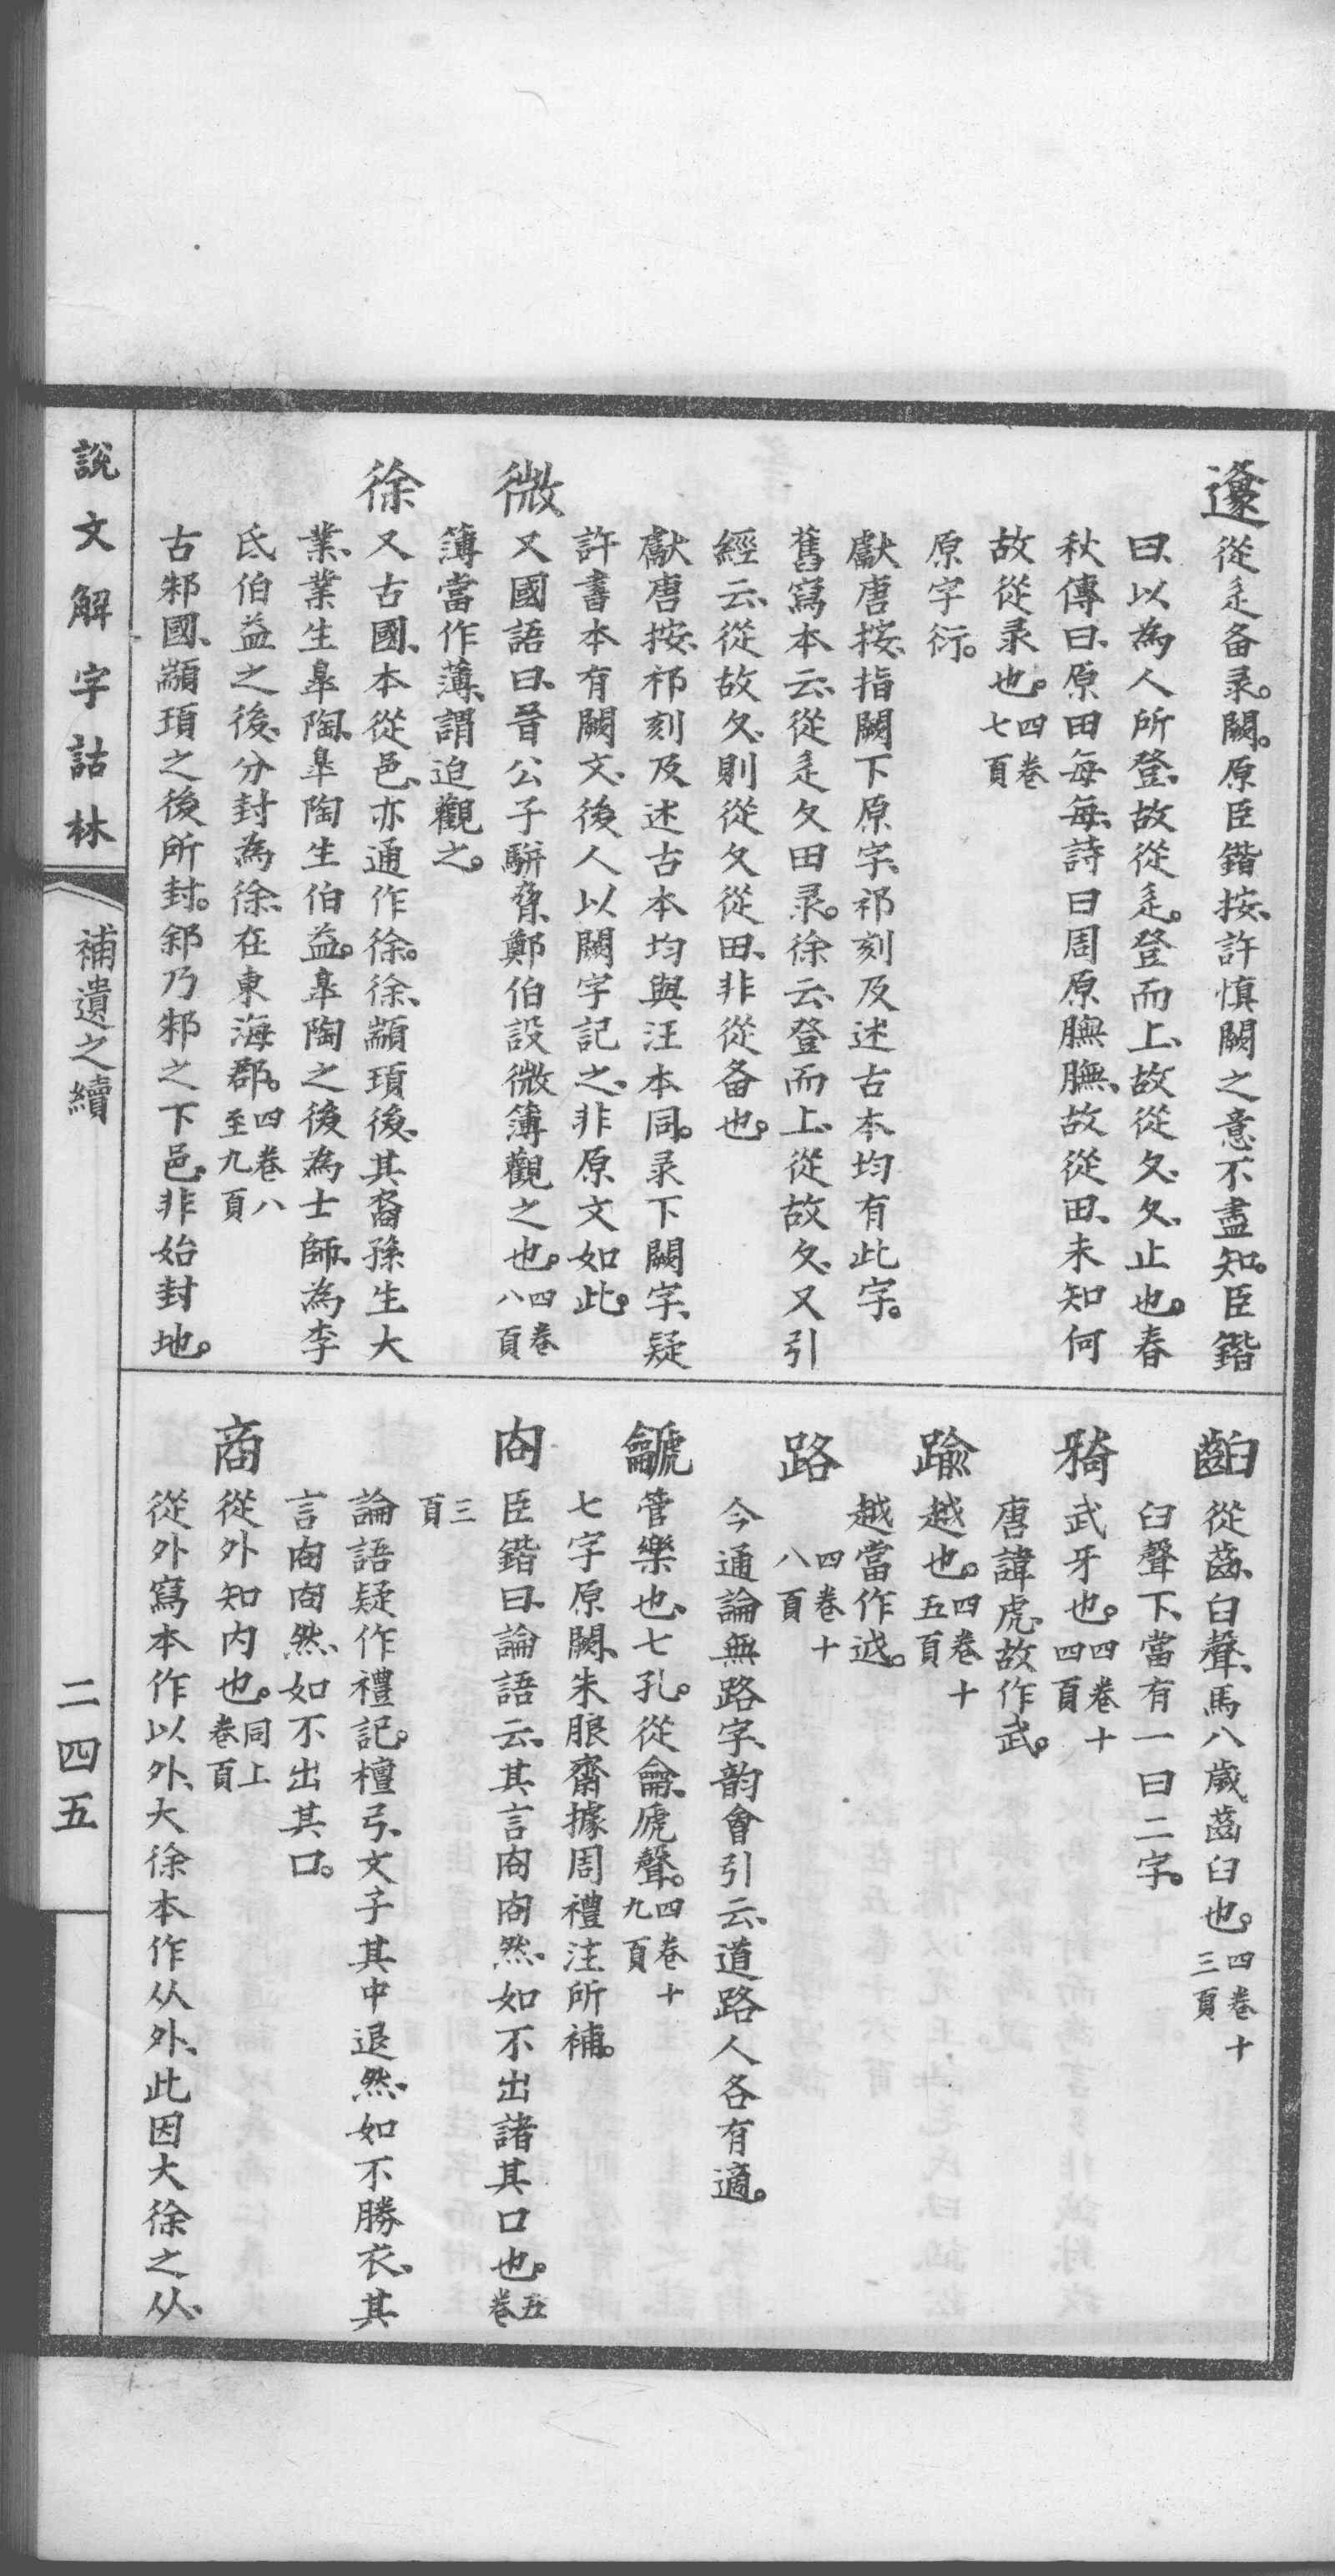 邍從辵备录。闕。原臣鍇按、許慎闕之意不盡知。臣鍇
曰、以為人所登、故從辵。登而上、故從夂、夂、止也。春
秋傳曰、原田每每、詩曰周原膴膴、故從田、未知何
故從录也。四卷七頁
原字衍。
獻唐按、指闕下原字、祁刻及述古本均有此字。
舊寫本云、從辵夂田录。徐云、登而上、從故夂、又引
經云、從故夂、則從夂從田、非從备也。
獻唐按、祁刻及述古本均與汪本同。录下闕字、疑
許書本有闕文、後人以闕字記之、非原文如此。
微又國語曰、晉公子駢脅、鄭伯設微簿觀之也。四卷八頁
簿當作薄、謂迫觀之。
徐又古國、本從邑、亦通作徐。徐、顓頊後、其裔孫生大
業、業生皐陶、皐陶生伯益。皐陶之後為士師、為李
氏伯益之後、分封為徐、在東海郡。四卷八至九頁
古邾國、顓頊之後所封。䣄乃邾之下邑。非始封地。
齨從齒、臼聲、馬八歲齒臼也。四卷十三頁
臼聲下、當有一曰二字。
䝝武牙也。四卷十四頁
唐諱虎、故作武。
踰越也。四卷十五頁
越當作𨒋。
路四卷十八頁
今通論無路字、韵會引云、道路人各有適。
龥管樂也、七孔。從龠、虒聲。四卷十九頁
七字原闕、朱䐃齋據周禮注所補。
㕯臣鍇曰、論語云、其言㕯㕯然、如不出諸其口也。五卷
三頁
論語疑作禮記。檀弓、文子其中退然、如不勝衣。其
言㕯㕯然、如不出其口。
商從外知內也。同上卷頁
從外寫本作以外、大徐本作从外、此因大徐之从、
說文解字詁林
補遺之續
二四五